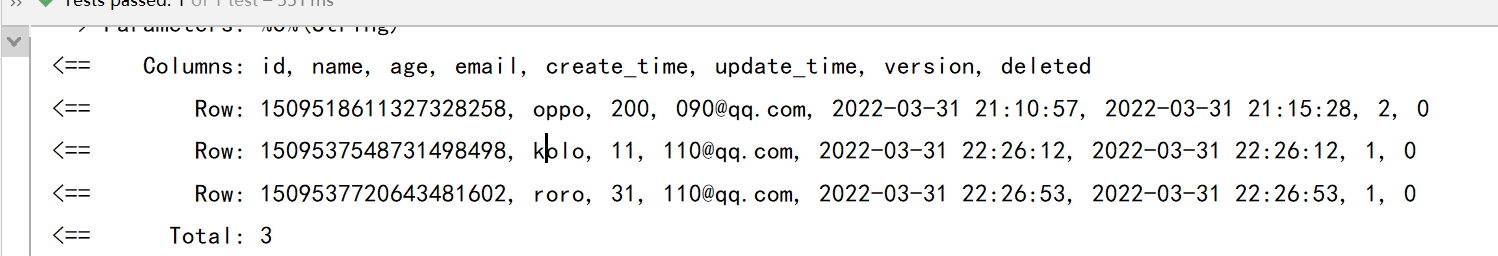 Tests passed: 1 of 1 test – 331 ms
Parameters: %o%(String)
<==    Columns: id, name, age, email, create_time, update_time, version, deleted
<==        Row: 1509518611327328258, oppo, 200, 090@qq.com, 2022-03-31 21:10:57, 2022-03-31 21:15:28, 2, 0
<==        Row: 1509537548731498498, kolo, 11, 110@qq.com, 2022-03-31 22:26:12, 2022-03-31 22:26:12, 1, 0
<==        Row: 1509537720643481602, roro, 31, 110@qq.com, 2022-03-31 22:26:53, 2022-03-31 22:26:53, 1, 0
<==      Total: 3